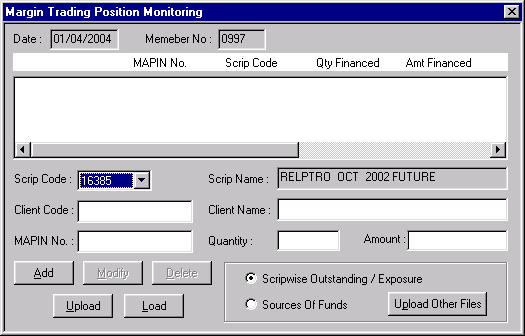 Margin Trading Position Monitoring
Date : 01/04/2004 Memeber No : 0997
MAPIN No. Scrip Code Qty Financed Amt Financed
Scrip Code : 16385 Scrip Name : RELPTRO OCT 2002 FUTURE
Client Code : Client Name :
MAPIN No. : Quantity : Amount :
Add Modify Delete
Scripwise Outstanding / Exposure
Upload Load Sources Of Funds Upload Other Files